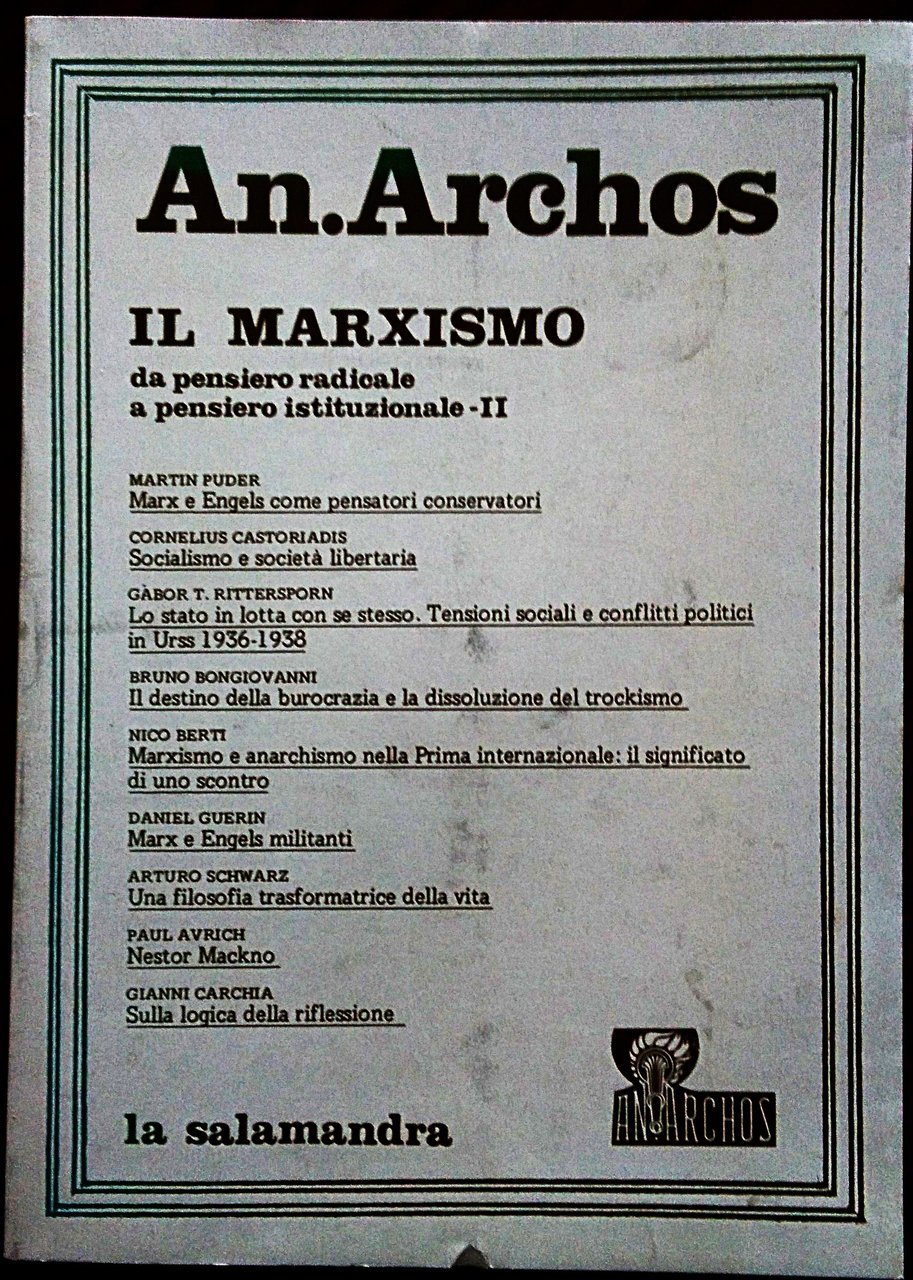 An.Archos
IL MARXISMO
da pensiero radicale
a pensiero istituzionale -II
MARTIN PUDER
Marx e Engels come pensatori conservatori
CORNELIUS CASTORIADIS
Socialismo e società libertaria
GÀBOR T. RITTERSPORN
Lo stato in lotta con se stesso. Tensioni sociali e conflitti politici
in Urss 1936-1938
BRUNO BONGIOVANNI
Il destino della burocrazia e la dissoluzione del trockismo
NICO BERTI
Marxismo e anarchismo nella Prima internazionale: il significato
di uno scontro
DANIEL GUERIN
Marx e Engels militanti
ARTURO SCHWARZ
Una filosofia trasformatrice della vita
PAUL AVRICH
Nestor Mackno
GIANNI CARCHIA
Sulla logica della riflessione
la salamandra
AN.ARCHOS